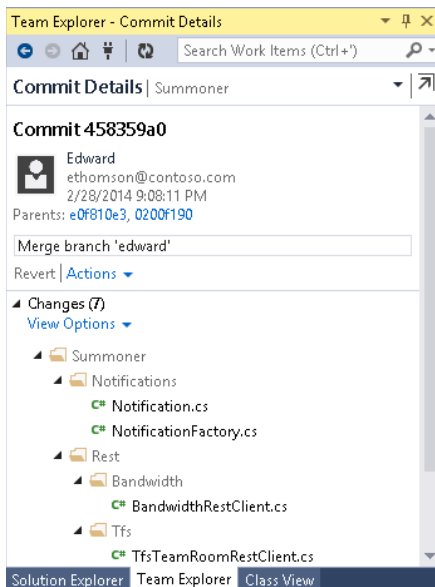 Team Explorer - Commit Details
Search Work Items (Ctrl+')
Commit Details | Summoner
Commit 458359a0
Edward
ethomson@contoso.com
2/28/2014 9:08:11 PM
Parents: e0f810e3, 0200f190
Merge branch 'edward'
Revert | Actions
Changes (7)
View Options
Summoner
Notifications
C# Notification.cs
C# NotificationFactory.cs
Rest
Bandwidth
C# BandwidthRestClient.cs
Tfs
C# TfsTeamRoomRestClient.cs
Solution Explorer Team Explorer Class View